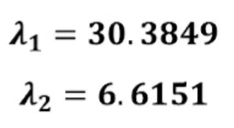 λ₁ = 30.3849
λ₂ = 6.6151